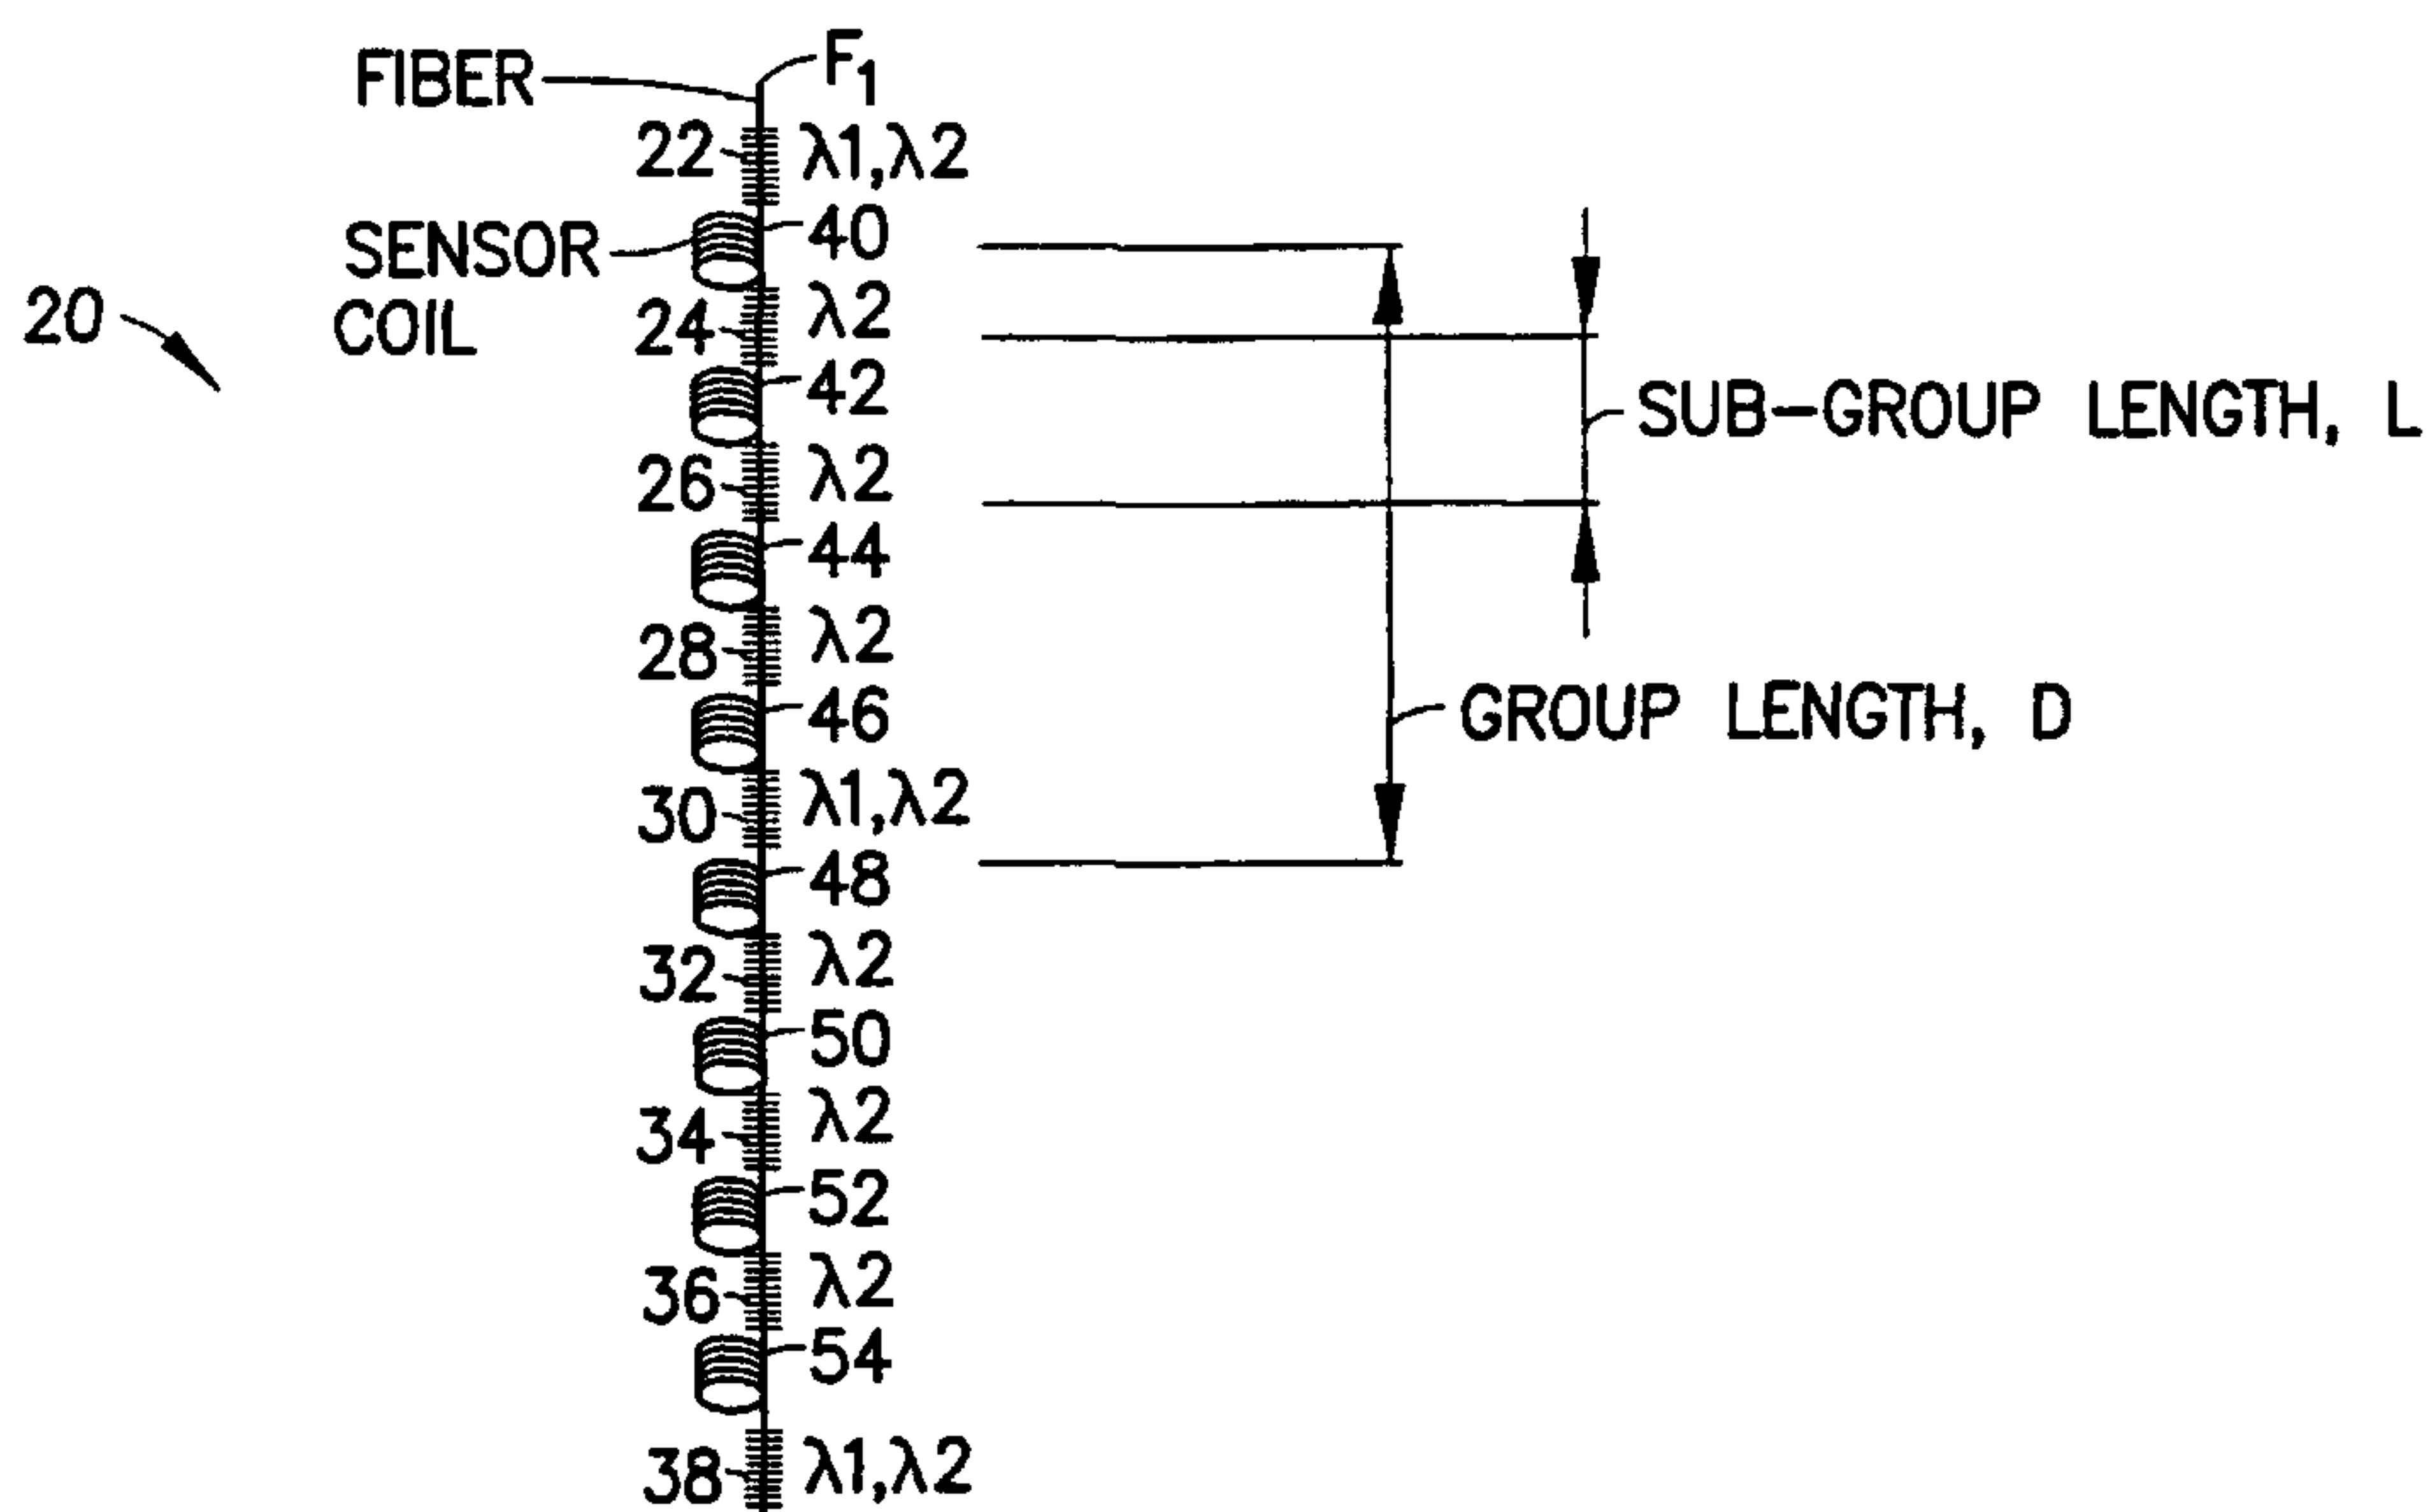 FIBER F1
22 λ1,λ2
SENSOR COIL 40
20
24 λ2
42
SUB-GROUP LENGTH, L
26 λ2
44
28 λ2
46
GROUP LENGTH, D
30 λ1,λ2
48
32 λ2
50
34 λ2
52
36 λ2
54
38 λ1,λ2